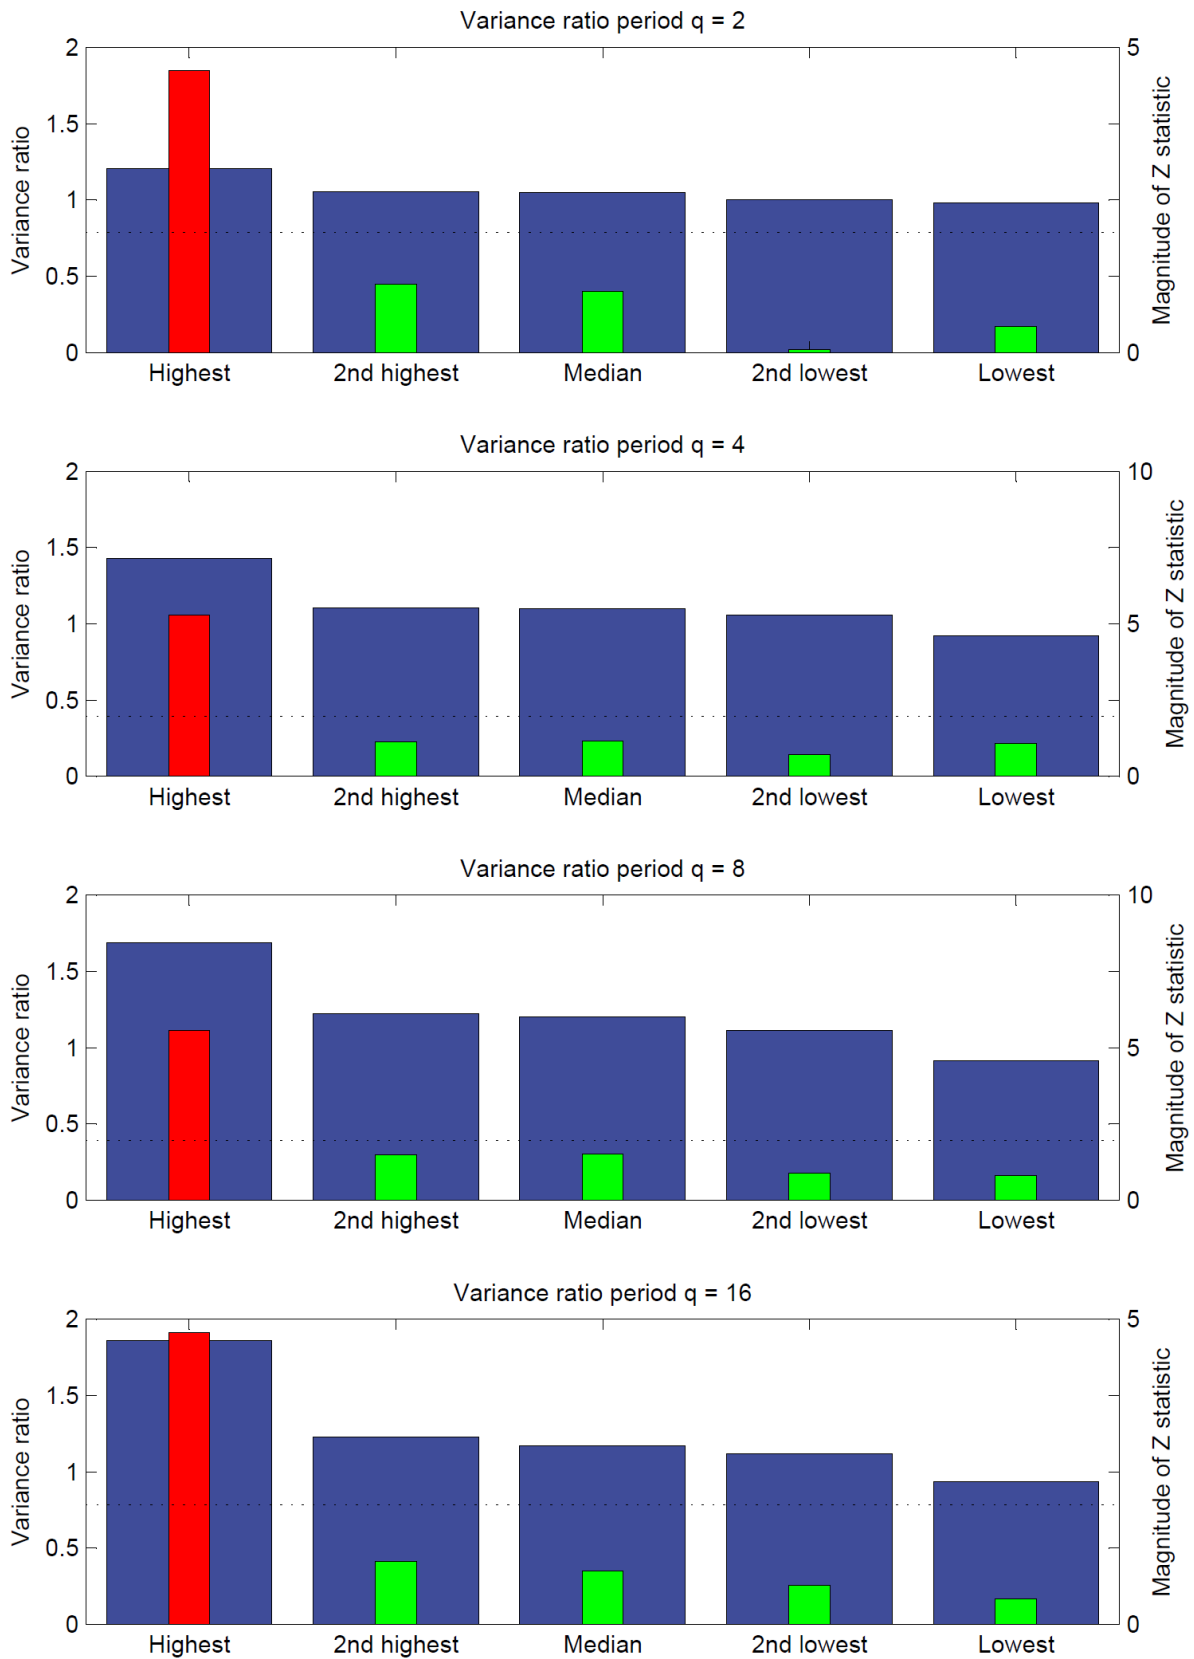 Variance ratio period q = 2
Variance ratio
2
1.5
1
0.5
0
5
0
Magnitude of Z statistic
Highest 2nd highest Median 2nd lowest Lowest
Variance ratio period q = 4
Variance ratio
2
1.5
1
0.5
0
10
5
0
Magnitude of Z statistic
Highest 2nd highest Median 2nd lowest Lowest
Variance ratio period q = 8
Variance ratio
2
1.5
1
0.5
0
10
5
0
Magnitude of Z statistic
Highest 2nd highest Median 2nd lowest Lowest
Variance ratio period q = 16
Variance ratio
2
1.5
1
0.5
0
5
0
Magnitude of Z statistic
Highest 2nd highest Median 2nd lowest Lowest